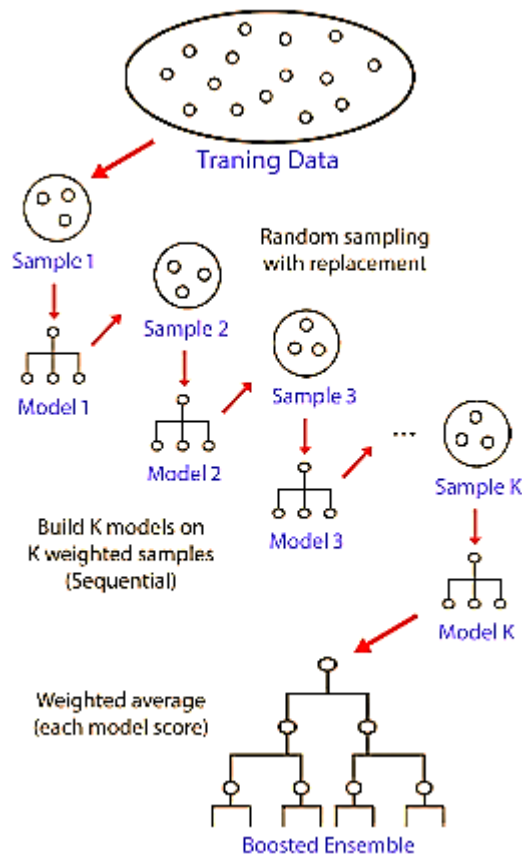 Traning Data
Sample 1
Random sampling
with replacement
Sample 2
Model 1
Sample 3
Model 2
...
Sample K
Model 3
Build K models on
K weighted samples
(Sequential)
Model K
Weighted average
(each model score)
Boosted Ensemble